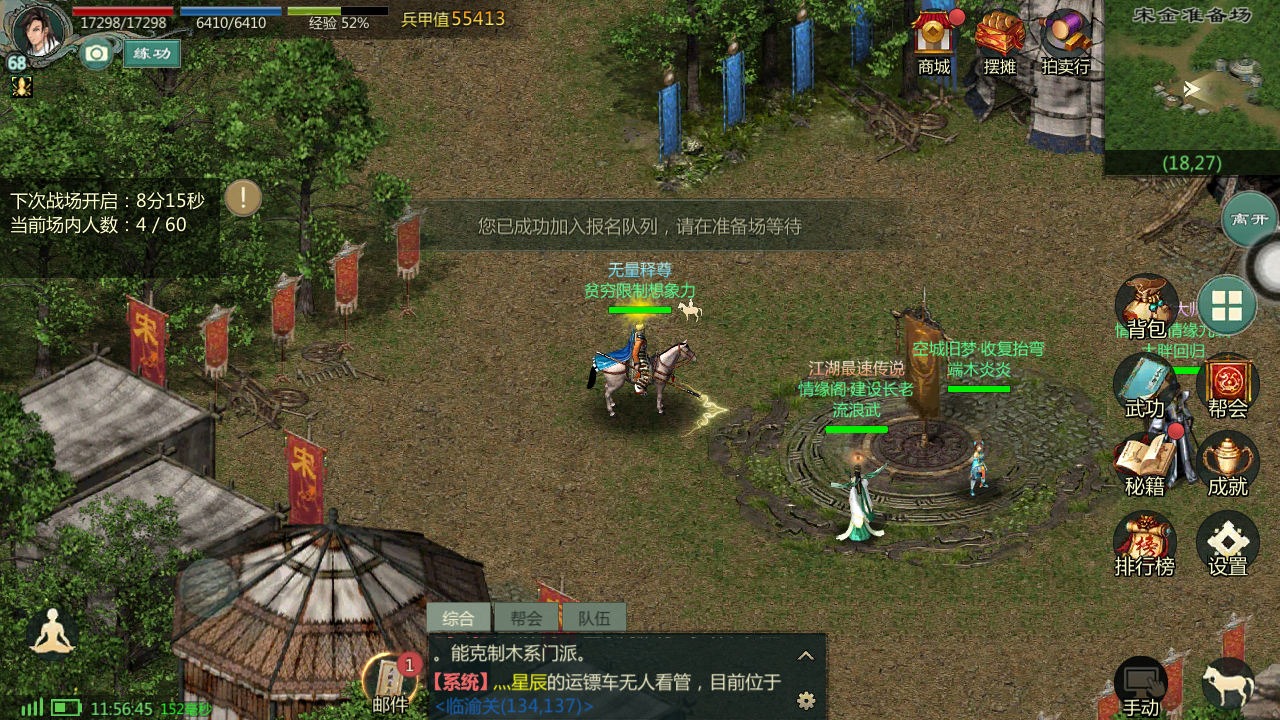 17298/17298
6410/6410
经验 52%
兵甲值55413
68
练功
商城
摆摊
拍卖行
宋金准备场
(18,27)
下次战场开启：8分15秒
当前场内人数：4 / 60
离开
您已成功加入报名队列，请在准备场等待
无量释尊
贫穷限制想象力
宋
宋
江湖最速传说
情缘阁·建设长老
流浪武
空城旧梦·收复抬弯
端木炎炎
大胖回归
背包
武功
帮会
秘籍
成就
排行榜
设置
综合
帮会
队伍
。能克制木系门派。
【系统】灬星辰的运镖车无人看管，目前位于
<临渝关(134,137)>
1
邮件
手动
11:56:45
152毫秒